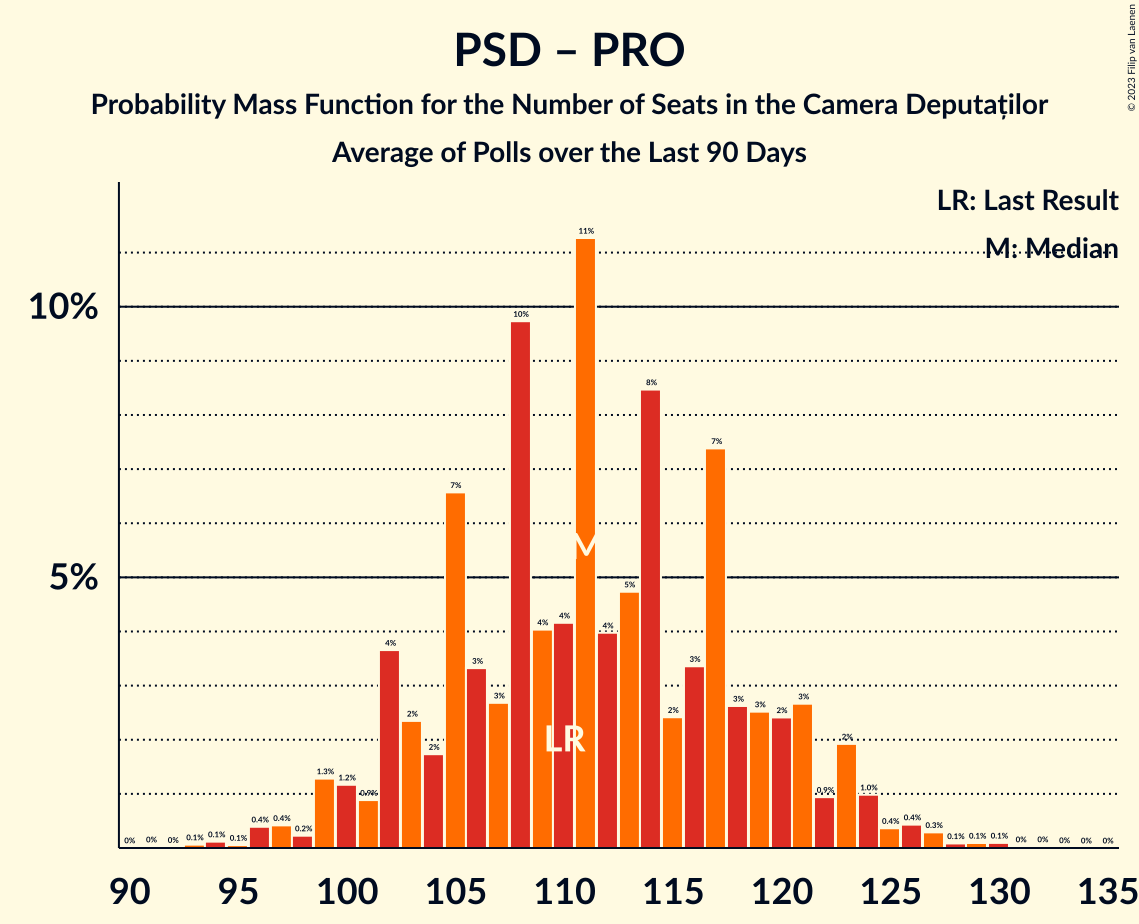 © 2023 Filip van Laenen
PSD – PRO
Probability Mass Function for the Number of Seats in the Camera Deputaților
Average of Polls over the Last 90 Days
LR: Last Result
M: Median
10%
5%
0% 0% 0% 0.1% 0.1% 0.1% 0.4% 0.4% 0.2% 1.3% 1.2% 0.9% 4% 2% 2% 7% 3% 3% 10% 4% 4% 11% 4% 5% 8% 2% 3% 7% 3% 3% 2% 3% 0.9% 2% 1.0% 0.4% 0.4% 0.3% 0.1% 0.1% 0.1% 0% 0% 0% 0% 0%
M
LR
90 95 100 105 110 115 120 125 130 135